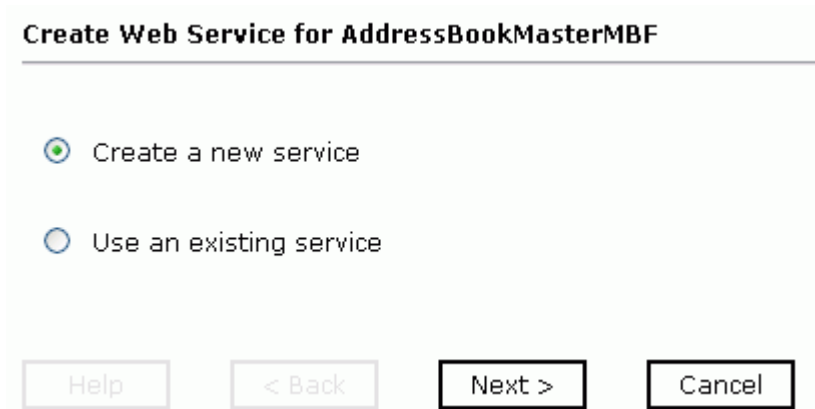 Create Web Service for AddressBookMasterMBF
Create a new service
Use an existing service
Help < Back Next > Cancel